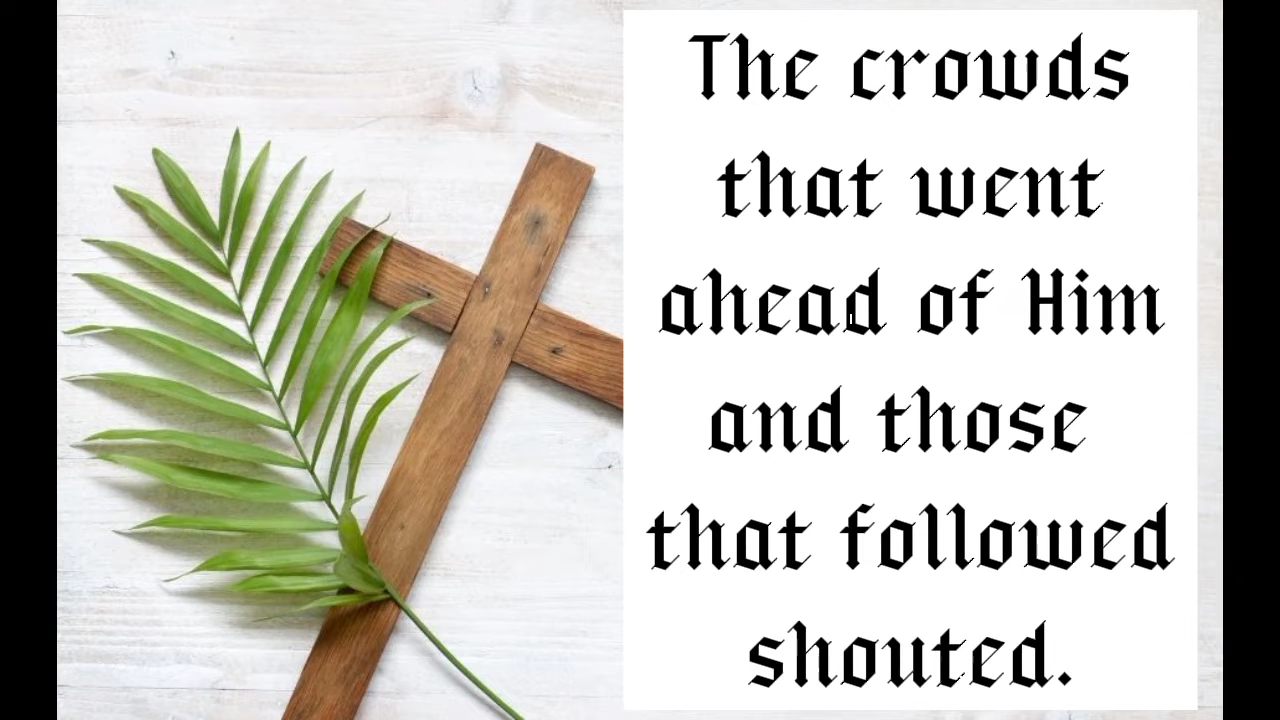 The crowds
that went
ahead of Him
and those
that followed
shouted.